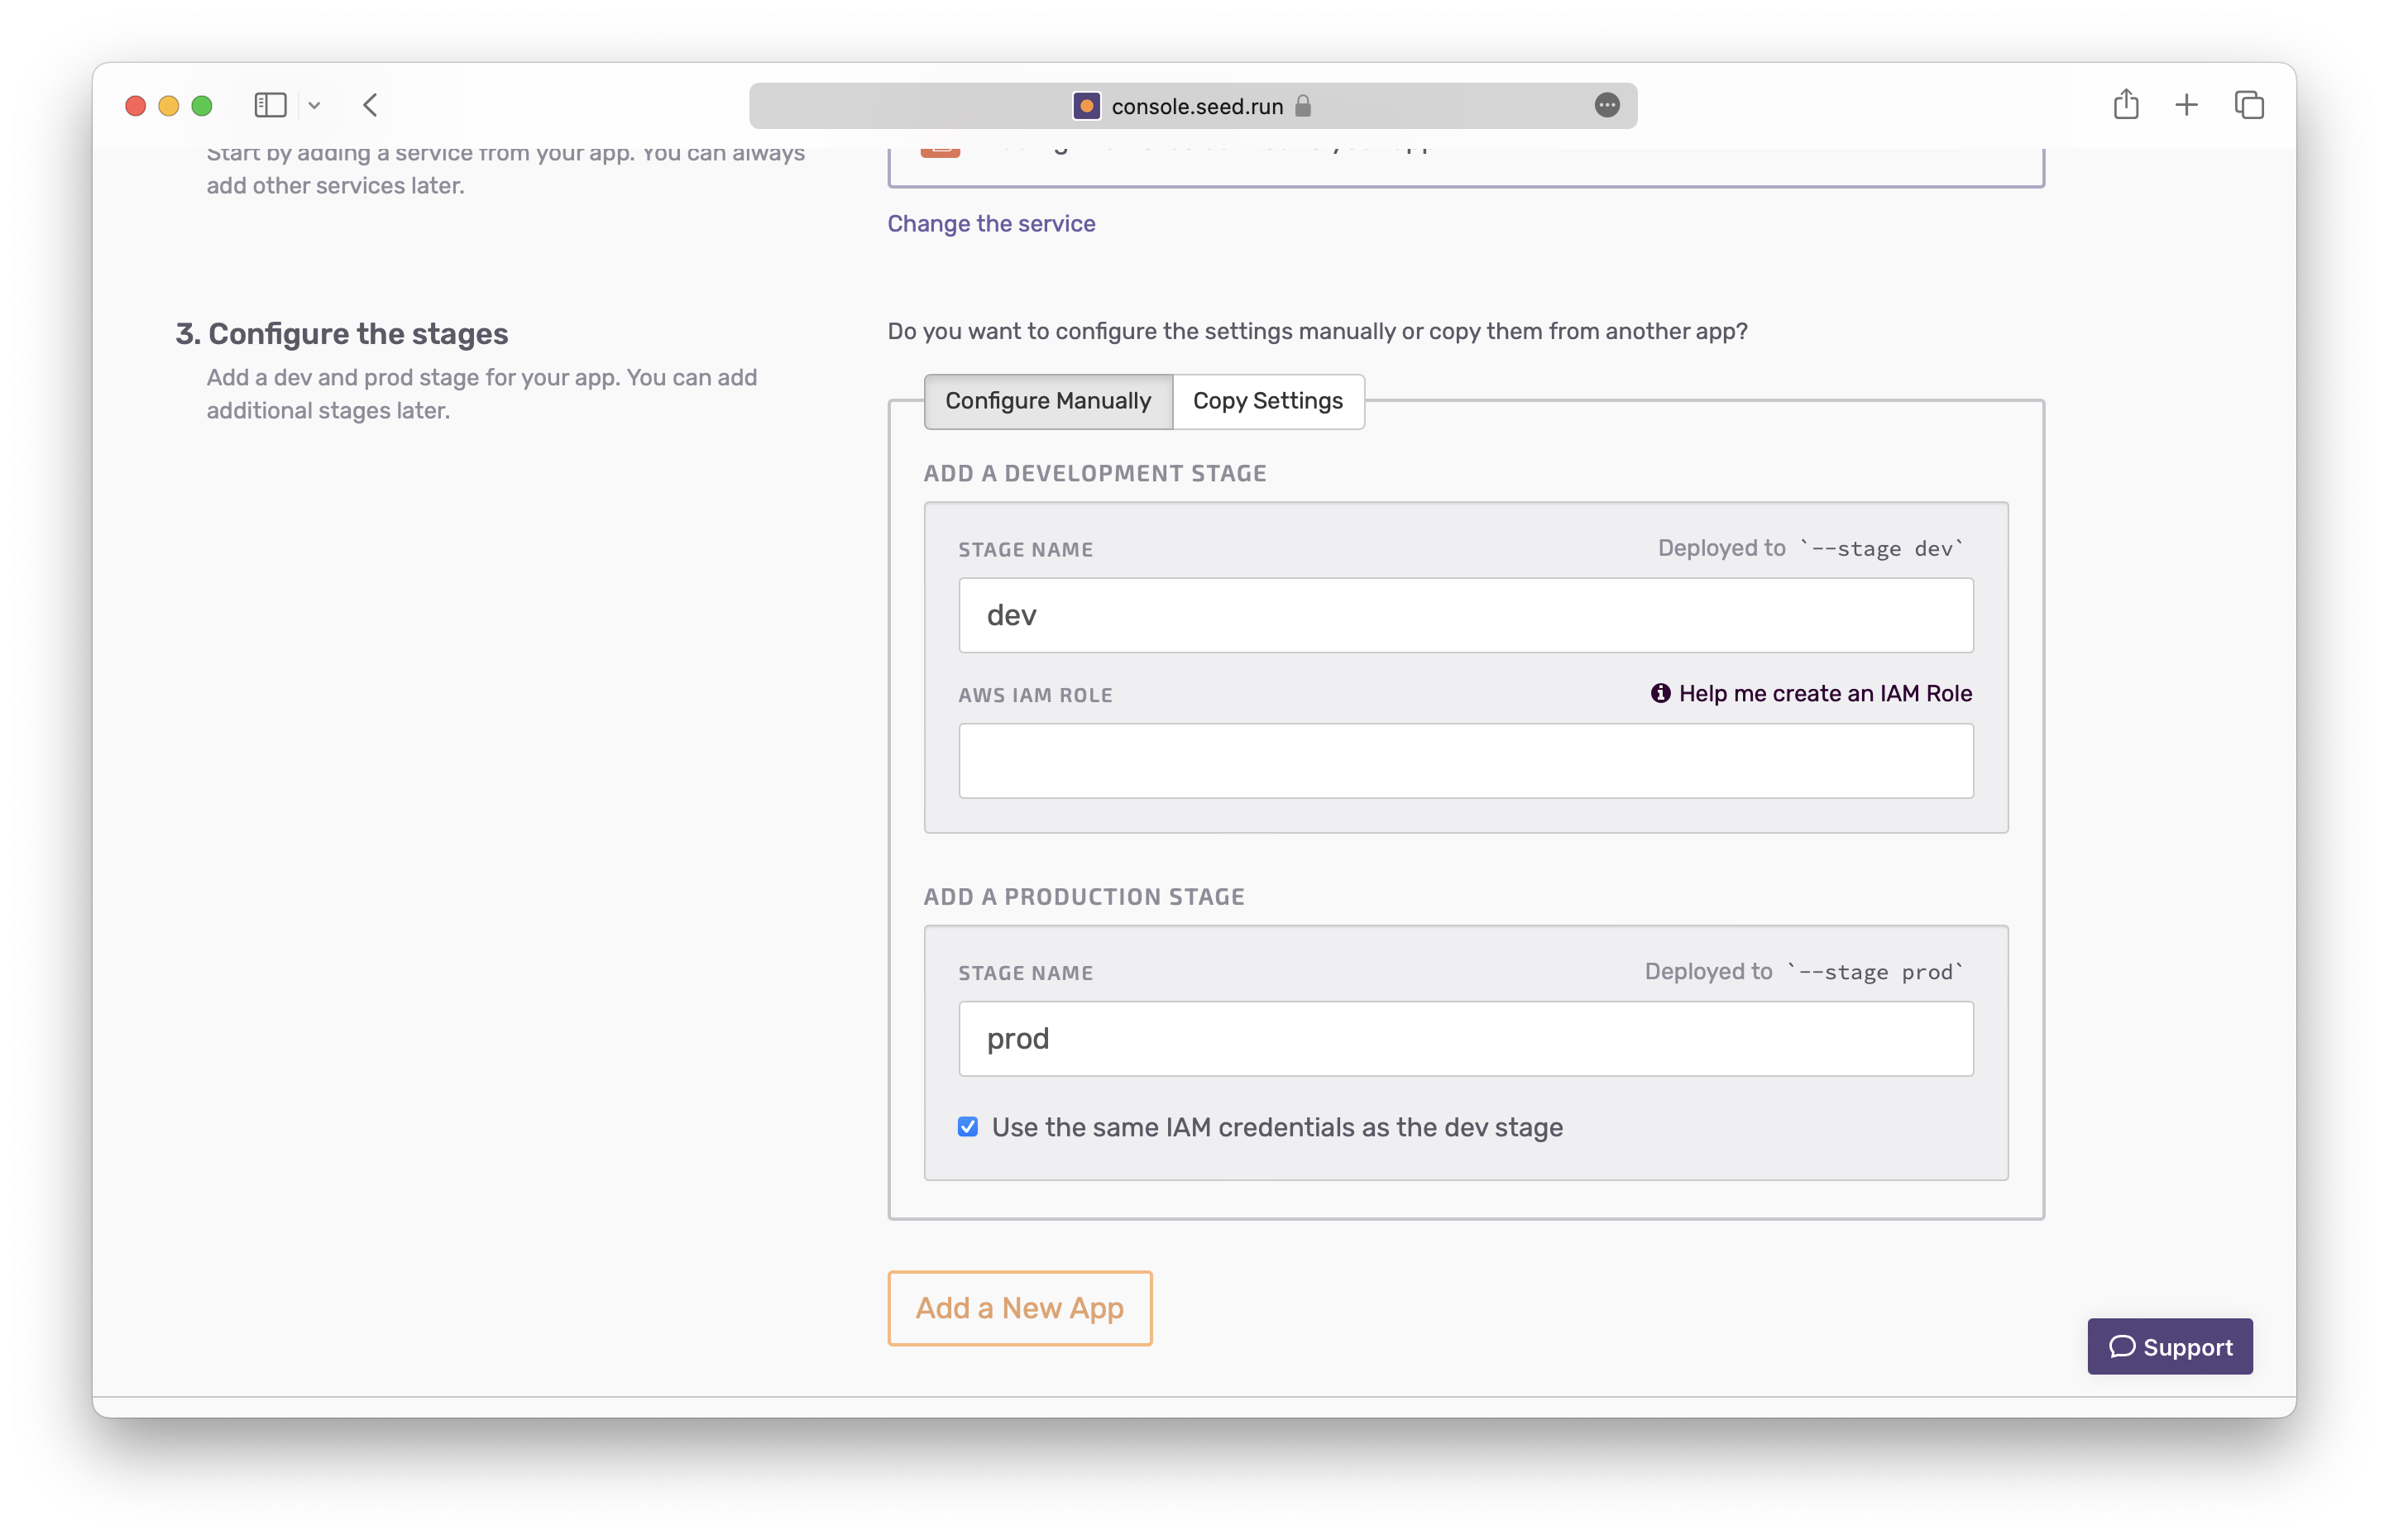 console.seed.run
Start by adding a service from your app. You can always
add other services later.
Change the service
3. Configure the stages
Add a dev and prod stage for your app. You can add
additional stages later.
Do you want to configure the settings manually or copy them from another app?
Configure Manually
Copy Settings
ADD A DEVELOPMENT STAGE
STAGE NAME
Deployed to `--stage dev`
dev
AWS IAM ROLE
Help me create an IAM Role
ADD A PRODUCTION STAGE
STAGE NAME
Deployed to `--stage prod`
prod
Use the same IAM credentials as the dev stage
Add a New App
Support